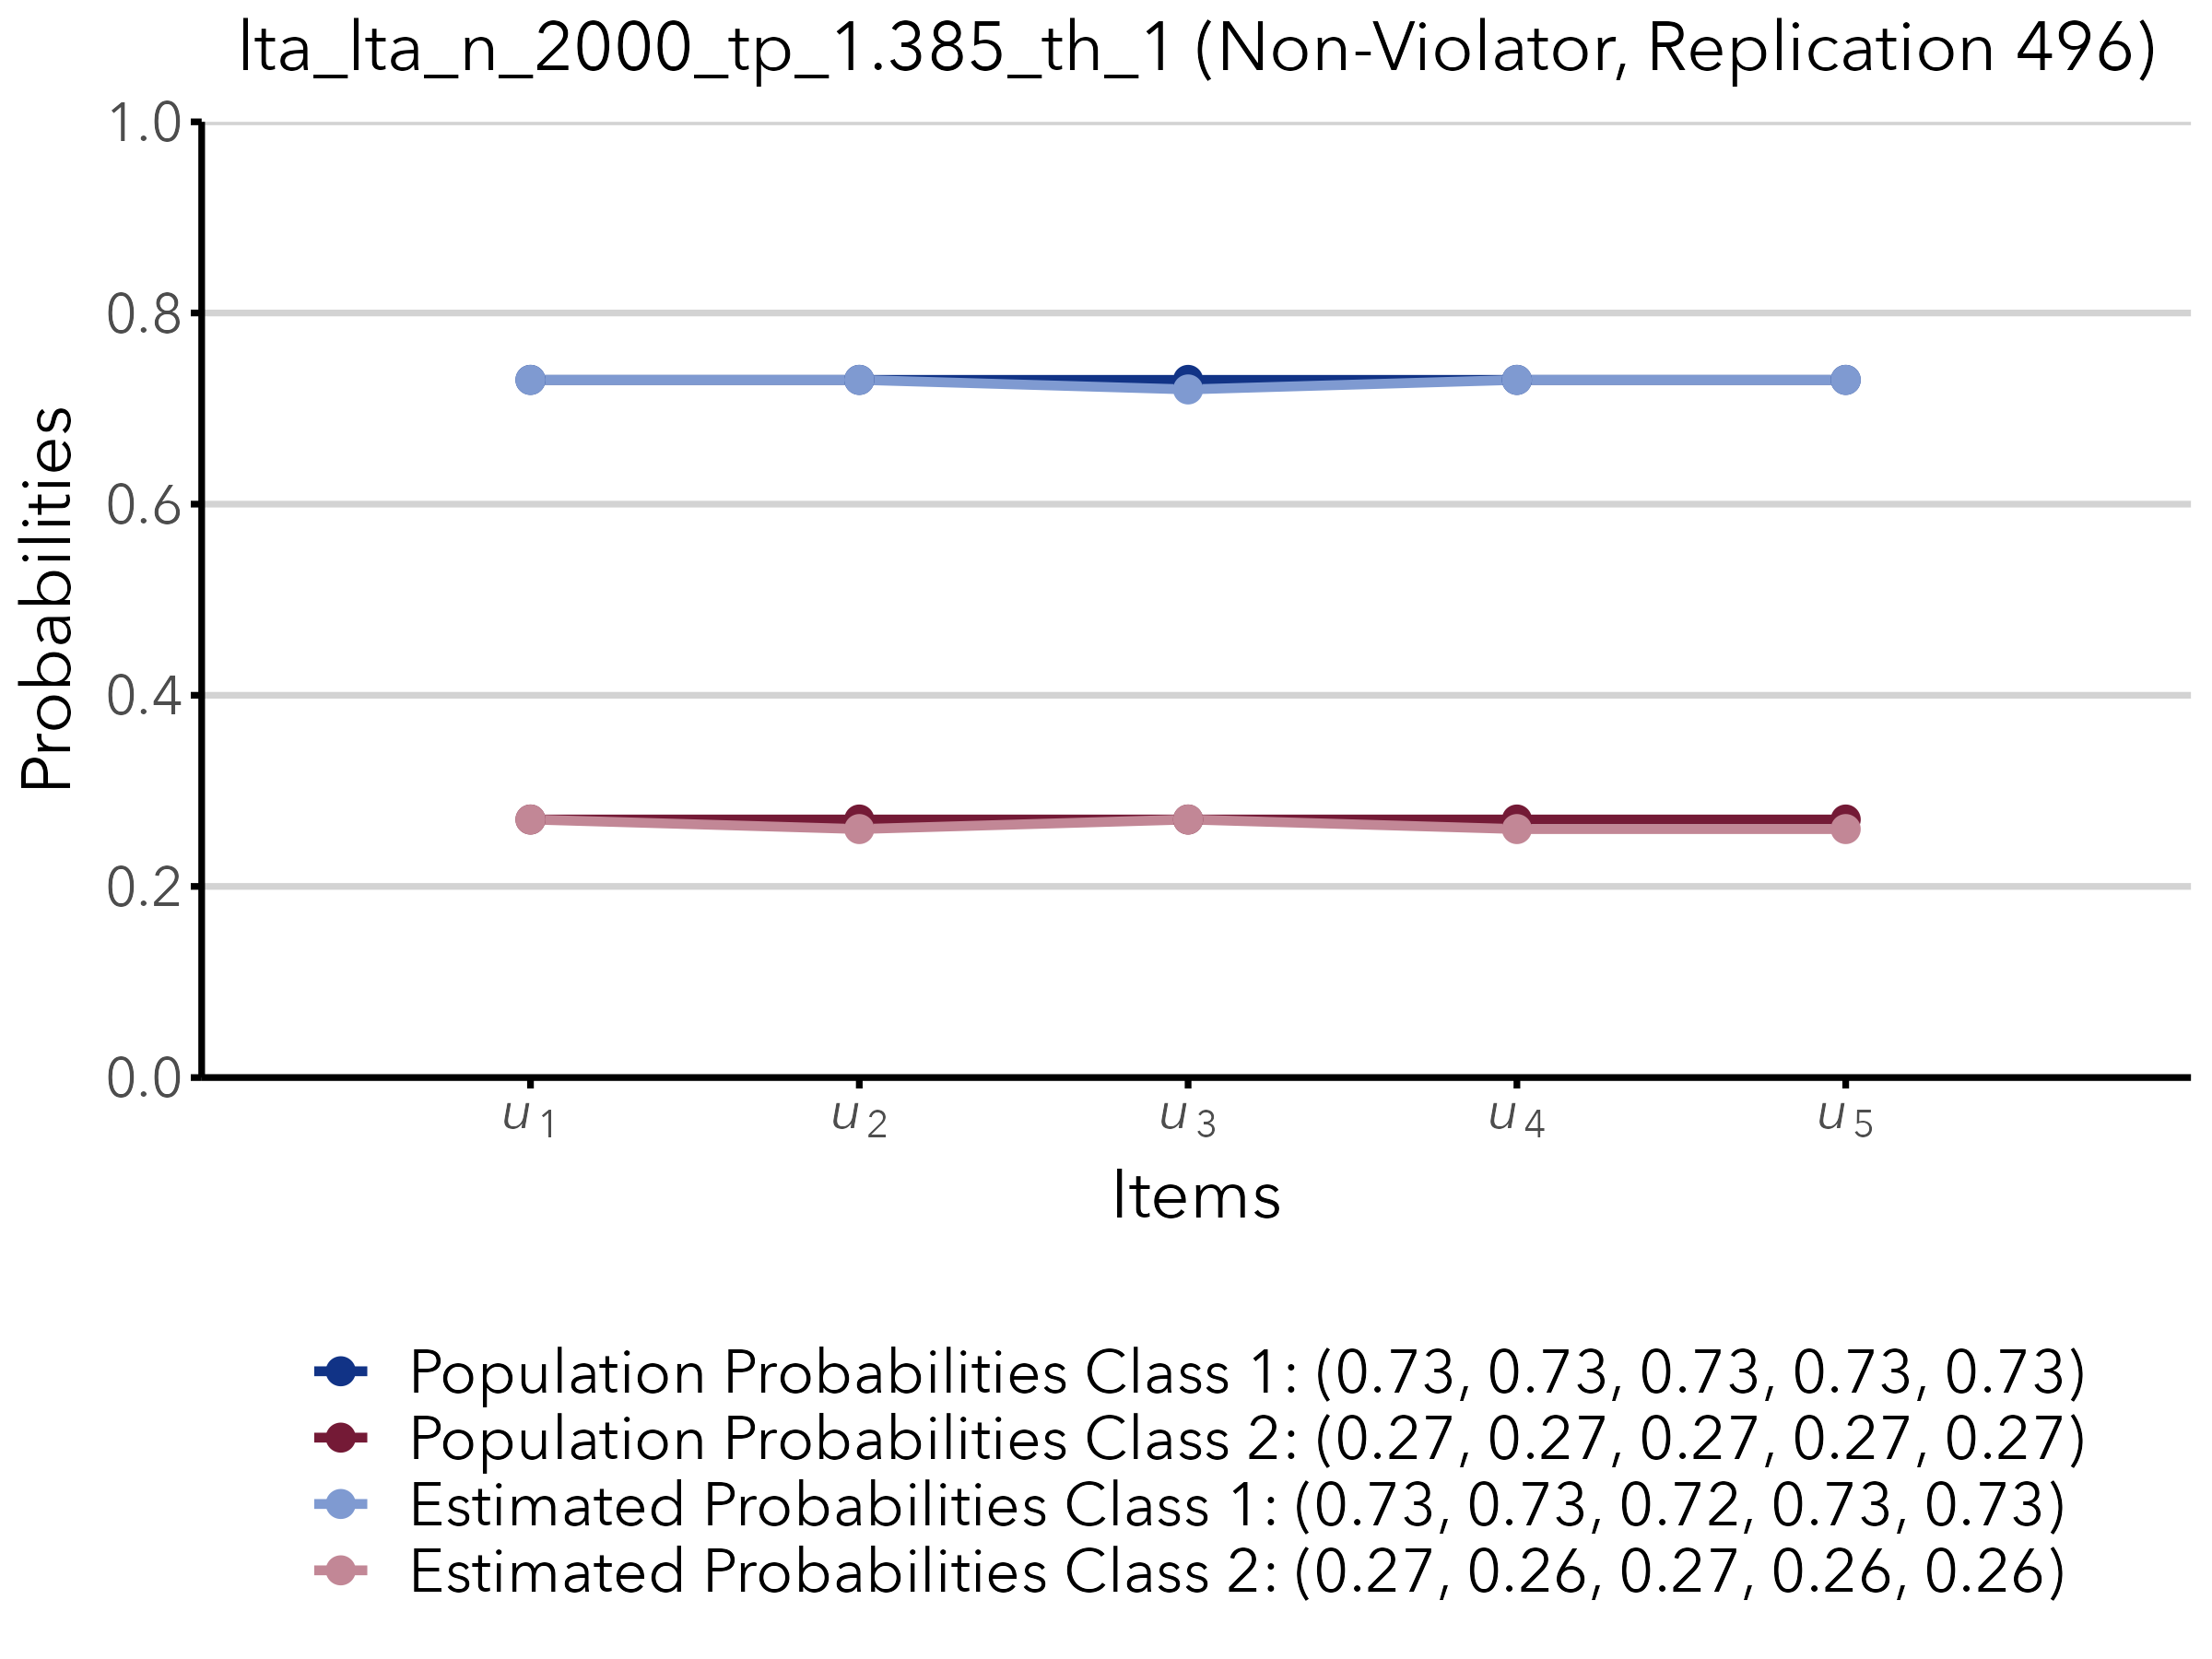 lta_lta_n_2000_tp_1.385_th_1 (Non-Violator, Replication 496)
1.0
0.8
0.6
0.4
0.2
0.0
Probabilities
u1 u2 u3 u4 u5
Items
Population Probabilities Class 1: (0.73, 0.73, 0.73, 0.73, 0.73)
Population Probabilities Class 2: (0.27, 0.27, 0.27, 0.27, 0.27)
Estimated Probabilities Class 1: (0.73, 0.73, 0.72, 0.73, 0.73)
Estimated Probabilities Class 2: (0.27, 0.26, 0.27, 0.26, 0.26)